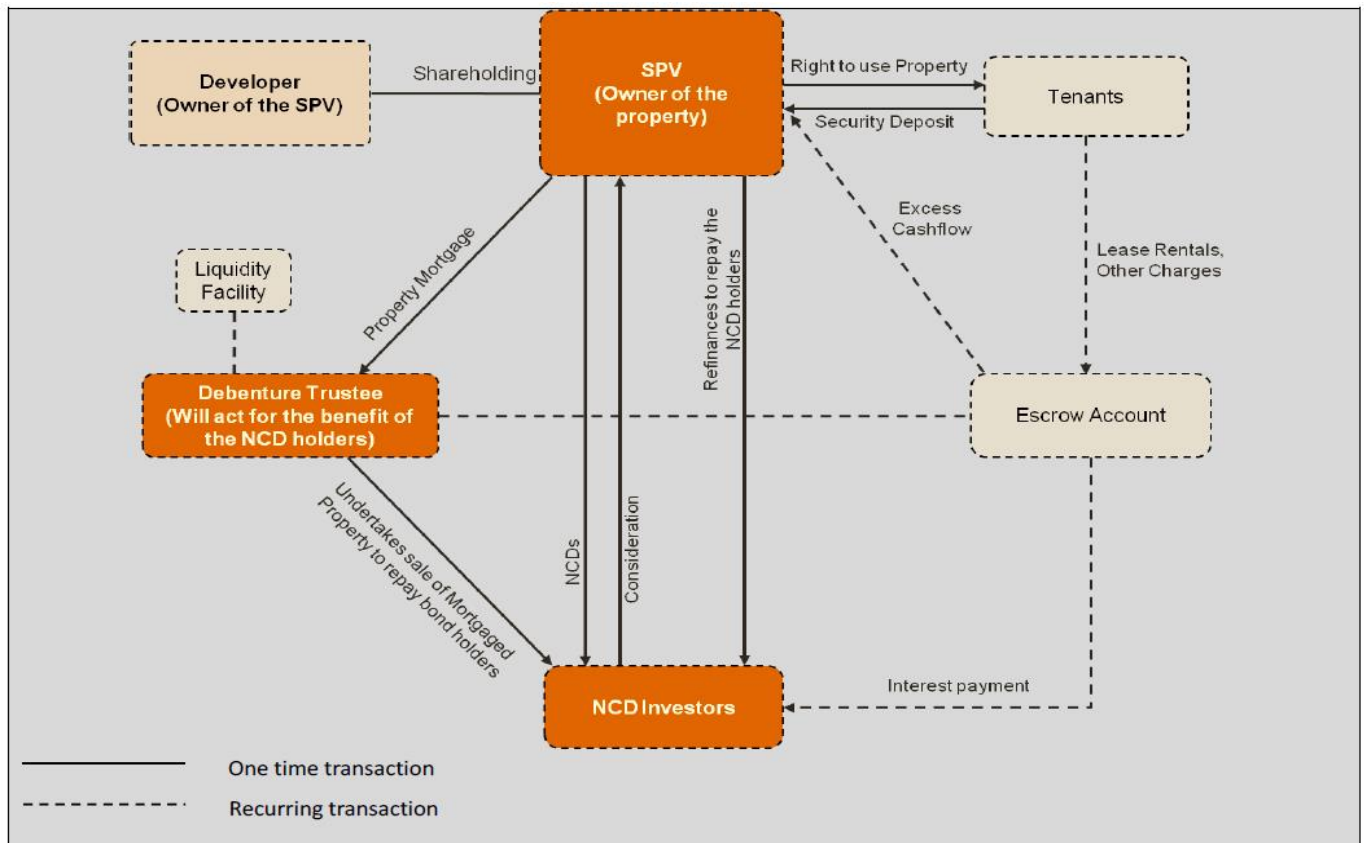 Developer
(Owner of the SPV)
Shareholding
SPV
(Owner of the
property)
Right to use Property
Security Deposit
Tenants
Excess
Cashflow
Lease Rentals,
Other Charges
Liquidity
Facility
Property Mortgage
Refinances to repay the
NCD holders
Debenture Trustee
(Will act for the benefit of
the NCD holders)
Escrow Account
Undertakes sale of Mortgaged
Property to repay bond holders
NCDs
Consideration
NCD Investors
Interest payment
One time transaction
Recurring transaction